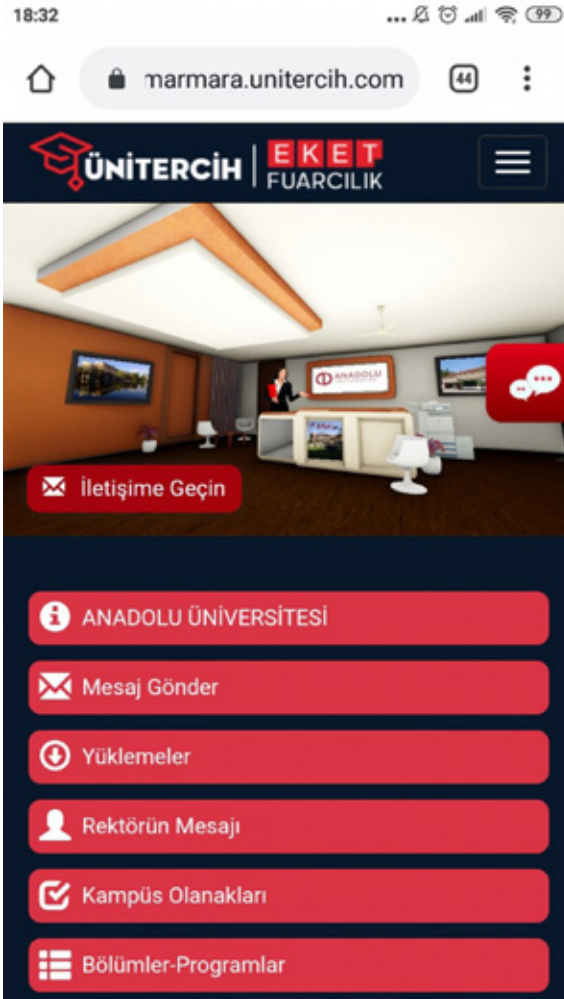 18:32
99
marmara.unitercih.com
44
ÜNİTERCİH
EKET
FUARCILIK
ANADOLU
İletişime Geçin
ANADOLU ÜNİVERSİTESİ
Mesaj Gönder
Yüklemeler
Rektörün Mesajı
Kampüs Olanakları
Bölümler-Programlar